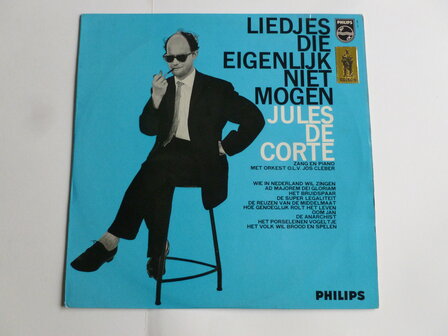 LIEDJES
DIE
EIGENLIJK
NIET
MOGEN
JULES
DE
CORTE
ZANG EN PIANO
MET ORKEST O.L.V. JOS CLEBER
WIE IN NEDERLAND WIL ZINGEN
AD MAJOREM DEI GLORIAM
HET BRUIDSPAAR
DE SUPER LEGALITEIT
DE REUZEN VAN DE MIDDELMAAT
HOE GENOEGLIJK ROLT HET LEVEN
DOM JAN
DE ANARCHIST
HET PORSELEINEN VOGELTJE
HET VOLK WIL BROOD EN SPELEN
PHILIPS
PHILIPS